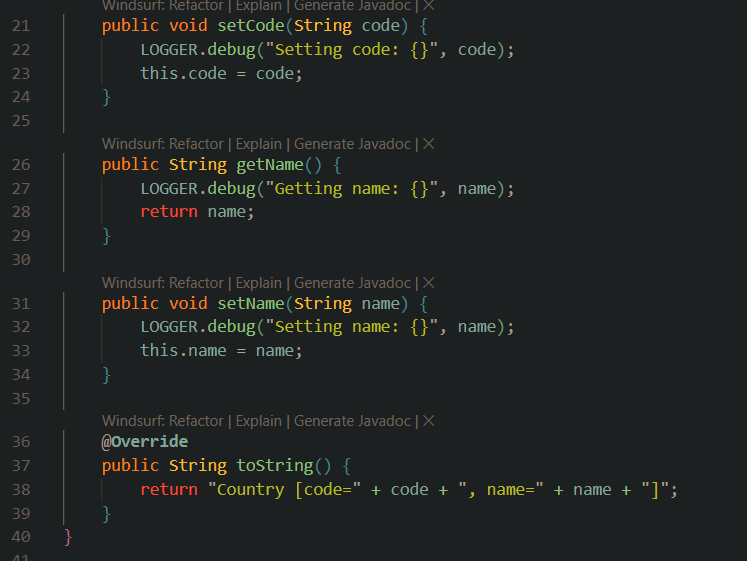 Windsurf: Refactor | Explain | Generate Javadoc | ×
21 public void setCode(String code) {
22 LOGGER.debug("Setting code: {}", code);
23 this.code = code;
24 }
25
Windsurf: Refactor | Explain | Generate Javadoc | ×
26 public String getName() {
27 LOGGER.debug("Getting name: {}", name);
28 return name;
29 }
30
Windsurf: Refactor | Explain | Generate Javadoc | ×
31 public void setName(String name) {
32 LOGGER.debug("Setting name: {}", name);
33 this.name = name;
34 }
35
Windsurf: Refactor | Explain | Generate Javadoc | ×
36 @Override
37 public String toString() {
38 return "Country [code=" + code + ", name=" + name + "]";
39 }
40 }
41